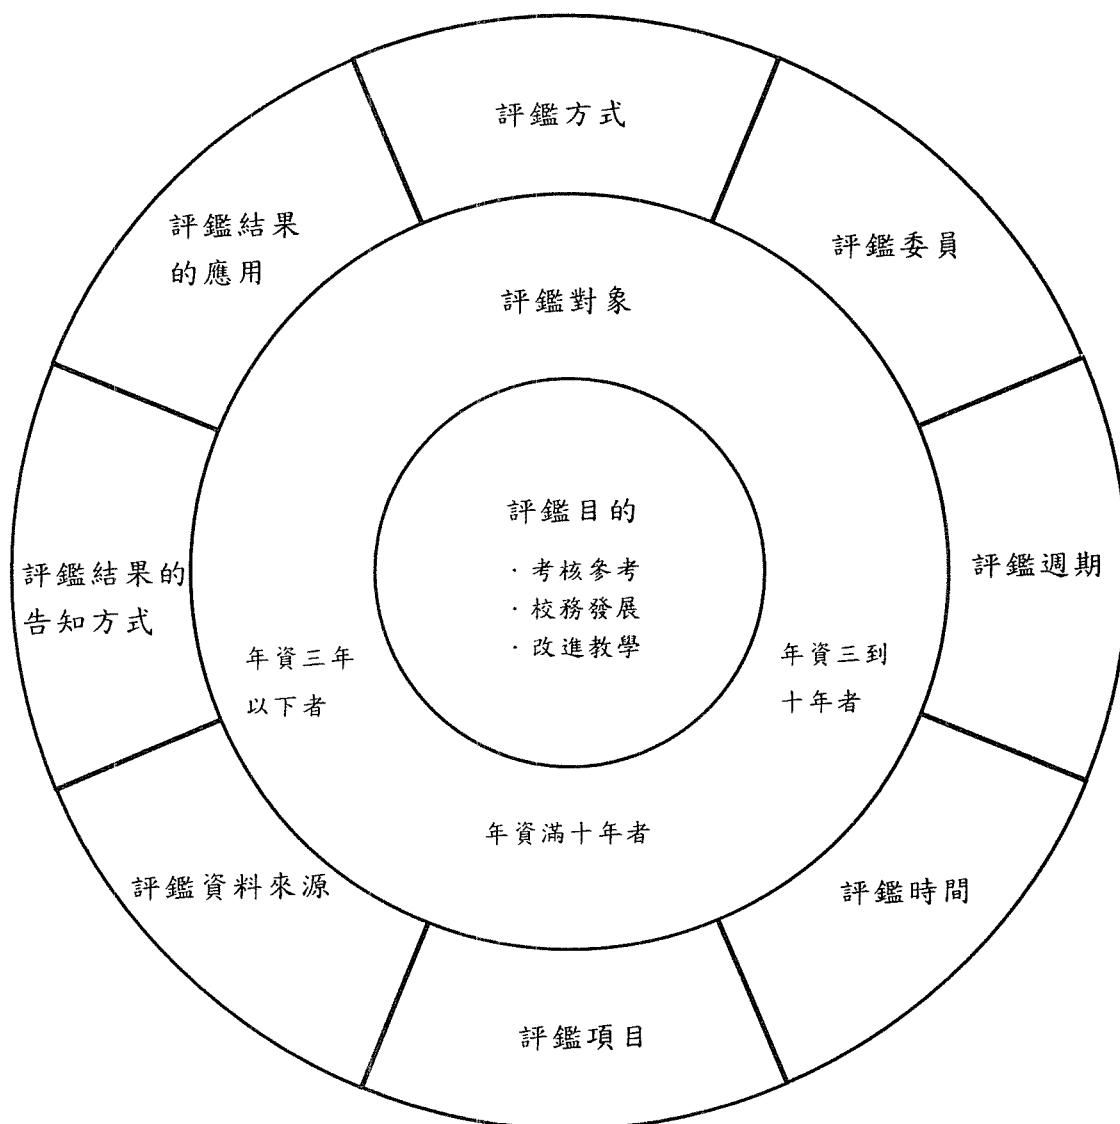 評鑑方式
評鑑委員
評鑑週期
評鑑時間
評鑑項目
評鑑資料來源
評鑑結果的
告知方式
評鑑結果
的應用
評鑑對象
年資三到
十年者
年資滿十年者
年資三年
以下者
評鑑目的
·考核參考
·校務發展
·改進教學